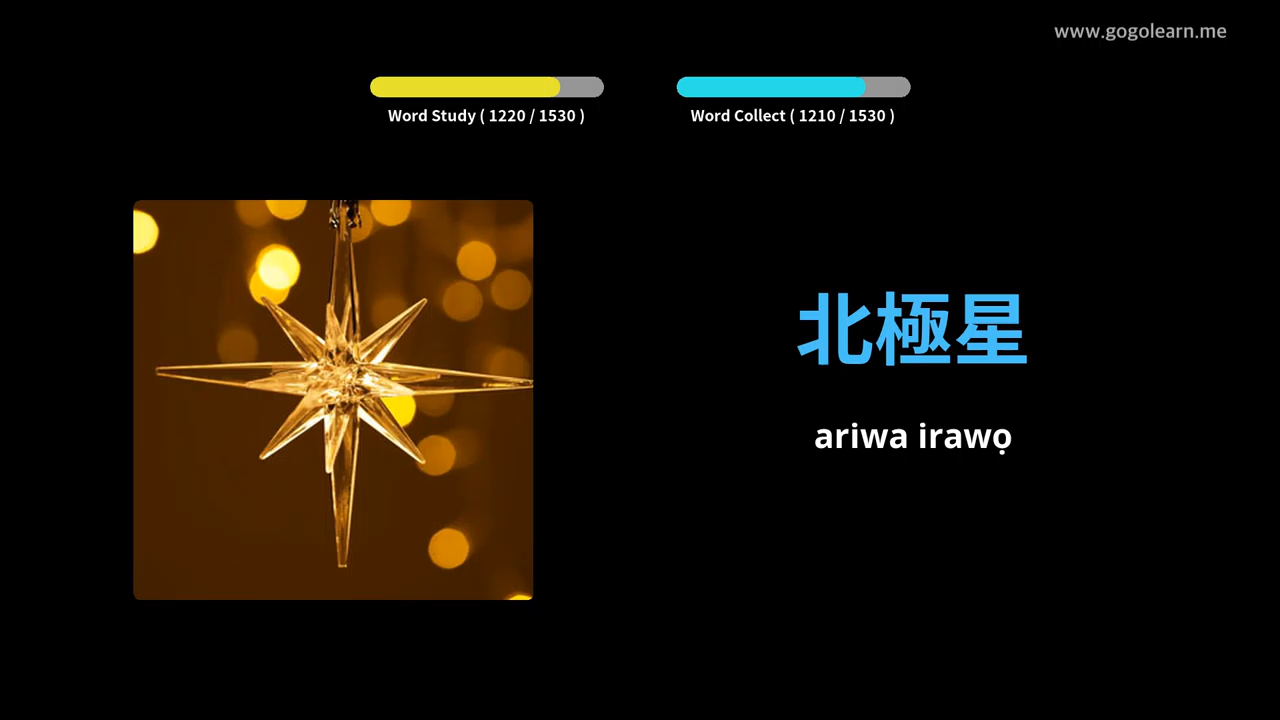 www.gogolearn.me
Word Study ( 1220 / 1530 )
Word Collect ( 1210 / 1530 )
北極星
ariwa irawọ